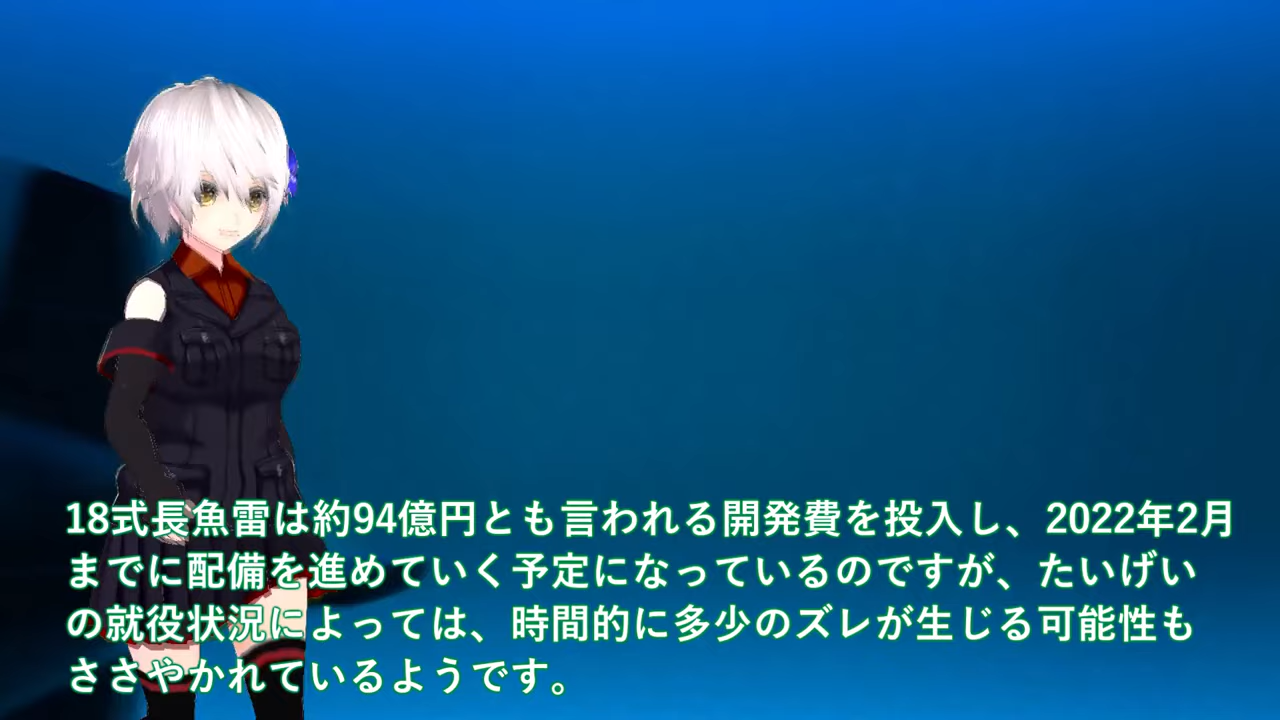 18式長魚雷は約94億円とも言われる開発費を投入し、2022年2月
までに配備を進めていく予定になっているのですが、たいげい
の就役状況によっては、時間的に多少のズレが生じる可能性も
ささやかれているようです。